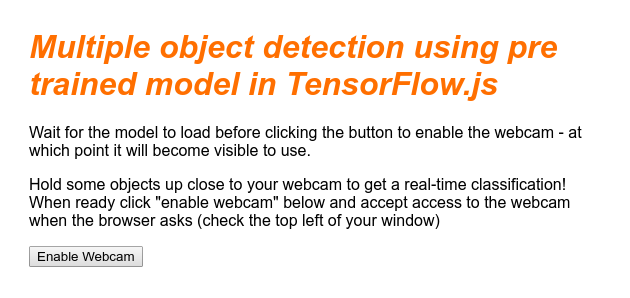 Multiple object detection using pre
trained model in TensorFlow.js
Wait for the model to load before clicking the button to enable the webcam - at
which point it will become visible to use.
Hold some objects up close to your webcam to get a real-time classification!
When ready click "enable webcam" below and accept access to the webcam
when the browser asks (check the top left of your window)
Enable Webcam